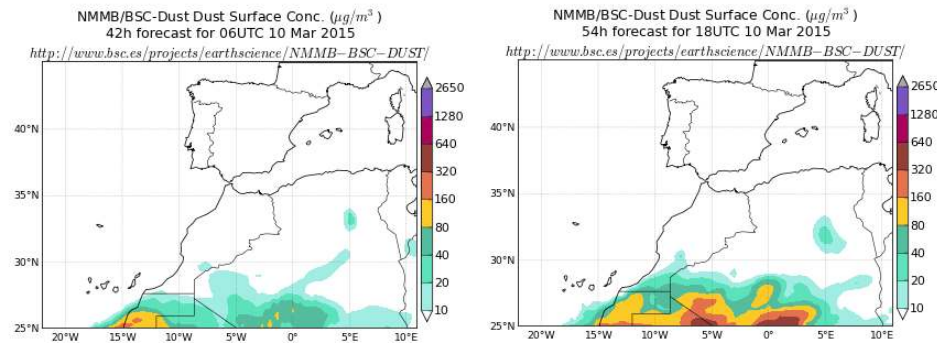 NMMB/BSC-Dust Dust Surface Conc. (μg/m³)
42h forecast for 06UTC 10 Mar 2015
http://www.bsc.es/projects/earthscience/NMMB−BSC−DUST/
40°N
35°N
30°N
25°N
20°W
15°W
10°W
5°W
0°
5°E
10°E
2650
1280
640
320
160
80
40
20
10
NMMB/BSC-Dust Dust Surface Conc. (μg/m³)
54h forecast for 18UTC 10 Mar 2015
http://www.bsc.es/projects/earthscience/NMMB−BSC−DUST/
40°N
35°N
30°N
25°N
20°W
15°W
10°W
5°W
0°
5°E
10°E
2650
1280
640
320
160
80
40
20
10